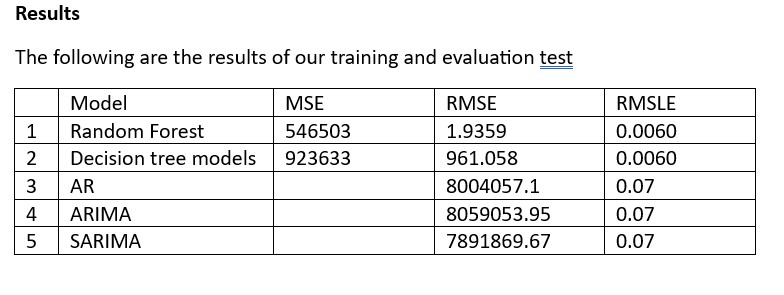 Results
The following are the results of our training and evaluation test
Model MSE RMSE RMSLE
1 Random Forest 546503 1.9359 0.0060
2 Decision tree models 923633 961.058 0.0060
3 AR 8004057.1 0.07
4 ARIMA 8059053.95 0.07
5 SARIMA 7891869.67 0.07